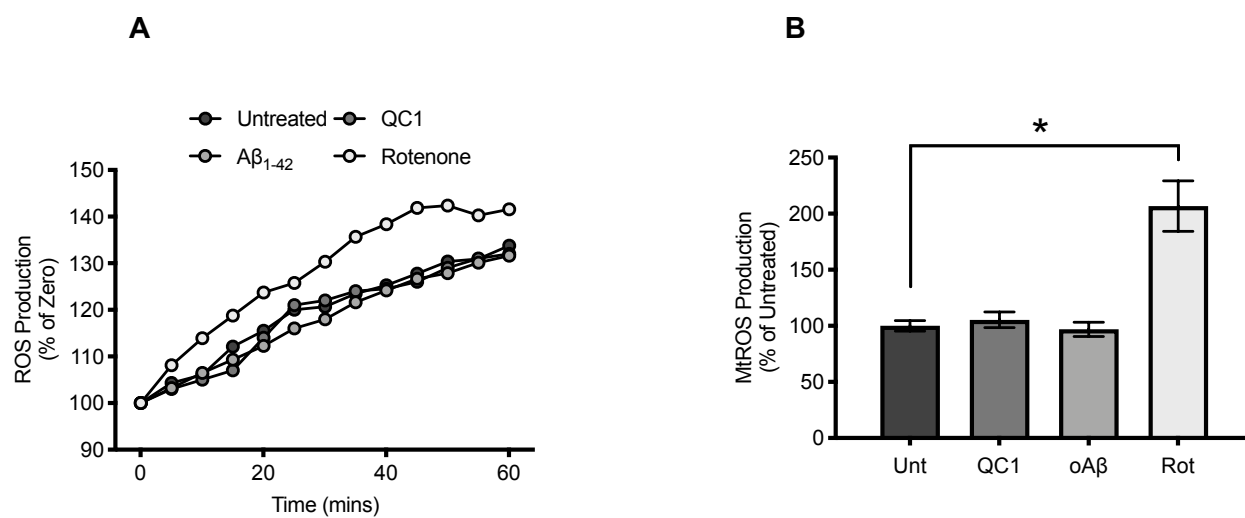 A
Untreated
QC1
Aβ1-42
Rotenone
150
140
130
120
110
100
90
ROS Production
(% of Zero)
0
20
40
60
Time (mins)
B
*
250
200
150
100
50
0
MtROS Production
(% of Untreated)
Unt
QC1
oAβ
Rot